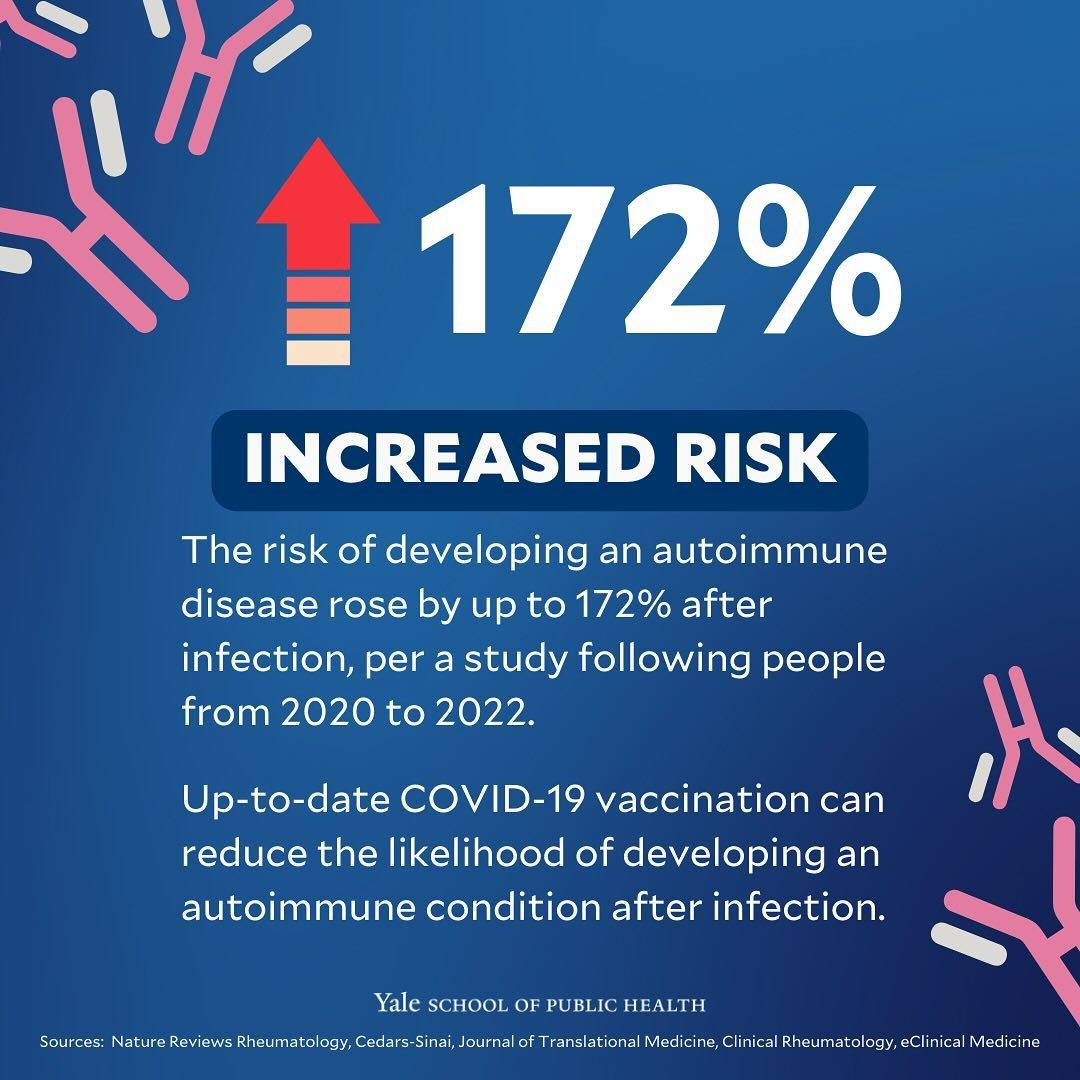 172%
INCREASED RISK
The risk of developing an autoimmune
disease rose by up to 172% after
infection, per a study following people
from 2020 to 2022.
Up-to-date COVID-19 vaccination can
reduce the likelihood of developing an
autoimmune condition after infection.
Yale SCHOOL OF PUBLIC HEALTH
Sources: Nature Reviews Rheumatology, Cedars-Sinai, Journal of Translational Medicine, Clinical Rheumatology, eClinical Medicine